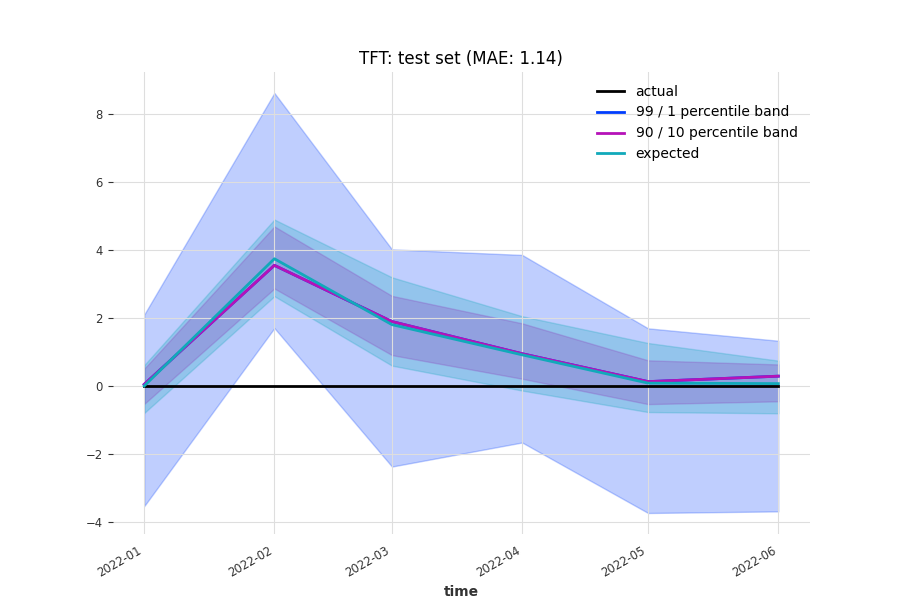 TFT: test set (MAE: 1.14)
actual
99 / 1 percentile band
90 / 10 percentile band
expected
8
6
4
2
0
−2
−4
2022-01
2022-02
2022-03
2022-04
2022-05
2022-06
time